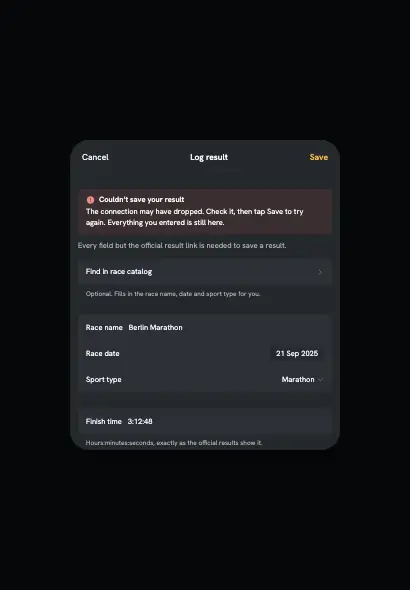 Cancel
Log result
Save
Couldn't save your result
The connection may have dropped. Check it, then tap Save to try
again. Everything you entered is still here.
Every field but the official result link is needed to save a result.
Find in race catalog
Optional. Fills in the race name, date and sport type for you.
Race name Berlin Marathon
Race date 21 Sep 2025
Sport type Marathon
Finish time 3:12:48
Hours:minutes:seconds, exactly as the official results show it.